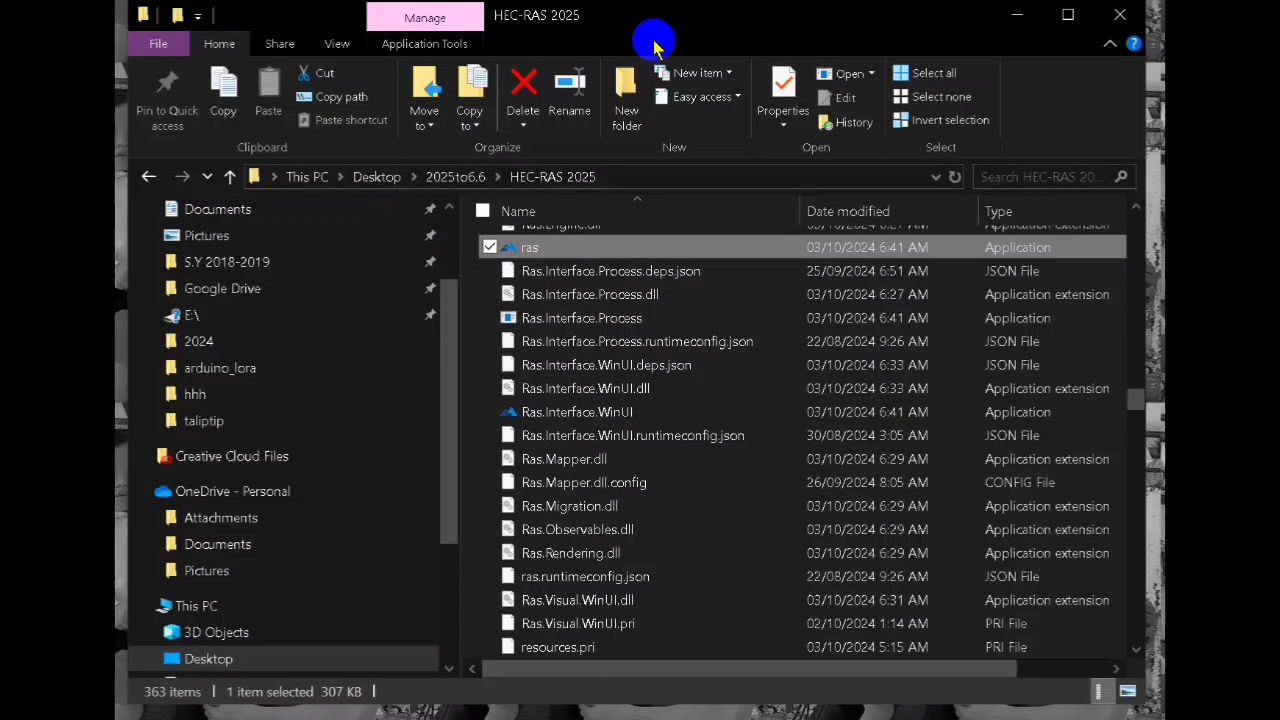 Manage
HEC-RAS 2025
File
Home
Share
View
Application Tools
Pin to Quick
access
Copy
Paste
Cut
Copy path
Paste shortcut
Clipboard
Move
to
Copy
to
Delete
Rename
Organize
New
folder
New item
Easy access
New
Properties
Open
Edit
History
Open
Select all
Select none
Invert selection
Select
This PC
Desktop
2025to6.6
HEC-RAS 2025
Search HEC-RAS 20...
Documents
Pictures
S.Y 2018-2019
Google Drive
E:\
2024
arduino_lora
hhh
taliptip
Creative Cloud Files
OneDrive - Personal
Attachments
Documents
Pictures
This PC
3D Objects
Desktop
Name Date modified Type
Ras.Engine.dll 03/10/2024 6:27 AM Application extension
ras 03/10/2024 6:41 AM Application
Ras.Interface.Process.deps.json 25/09/2024 6:51 AM JSON File
Ras.Interface.Process.dll 03/10/2024 6:27 AM Application extension
Ras.Interface.Process 03/10/2024 6:41 AM Application
Ras.Interface.Process.runtimeconfig.json 22/08/2024 9:26 AM JSON File
Ras.Interface.WinUI.deps.json 03/10/2024 6:33 AM JSON File
Ras.Interface.WinUI.dll 03/10/2024 6:33 AM Application extension
Ras.Interface.WinUI 03/10/2024 6:41 AM Application
Ras.Interface.WinUI.runtimeconfig.json 30/08/2024 3:05 AM JSON File
Ras.Mapper.dll 03/10/2024 6:29 AM Application extension
Ras.Mapper.dll.config 26/09/2024 8:05 AM CONFIG File
Ras.Migration.dll 03/10/2024 6:29 AM Application extension
Ras.Observables.dll 03/10/2024 6:29 AM Application extension
Ras.Rendering.dll 03/10/2024 6:29 AM Application extension
ras.runtimeconfig.json 22/08/2024 9:26 AM JSON File
Ras.Visual.WinUI.dll 03/10/2024 6:31 AM Application extension
Ras.Visual.WinUI.pri 02/10/2024 1:14 AM PRI File
resources.pri 03/10/2024 5:15 AM PRI File
363 items
1 item selected 307 KB